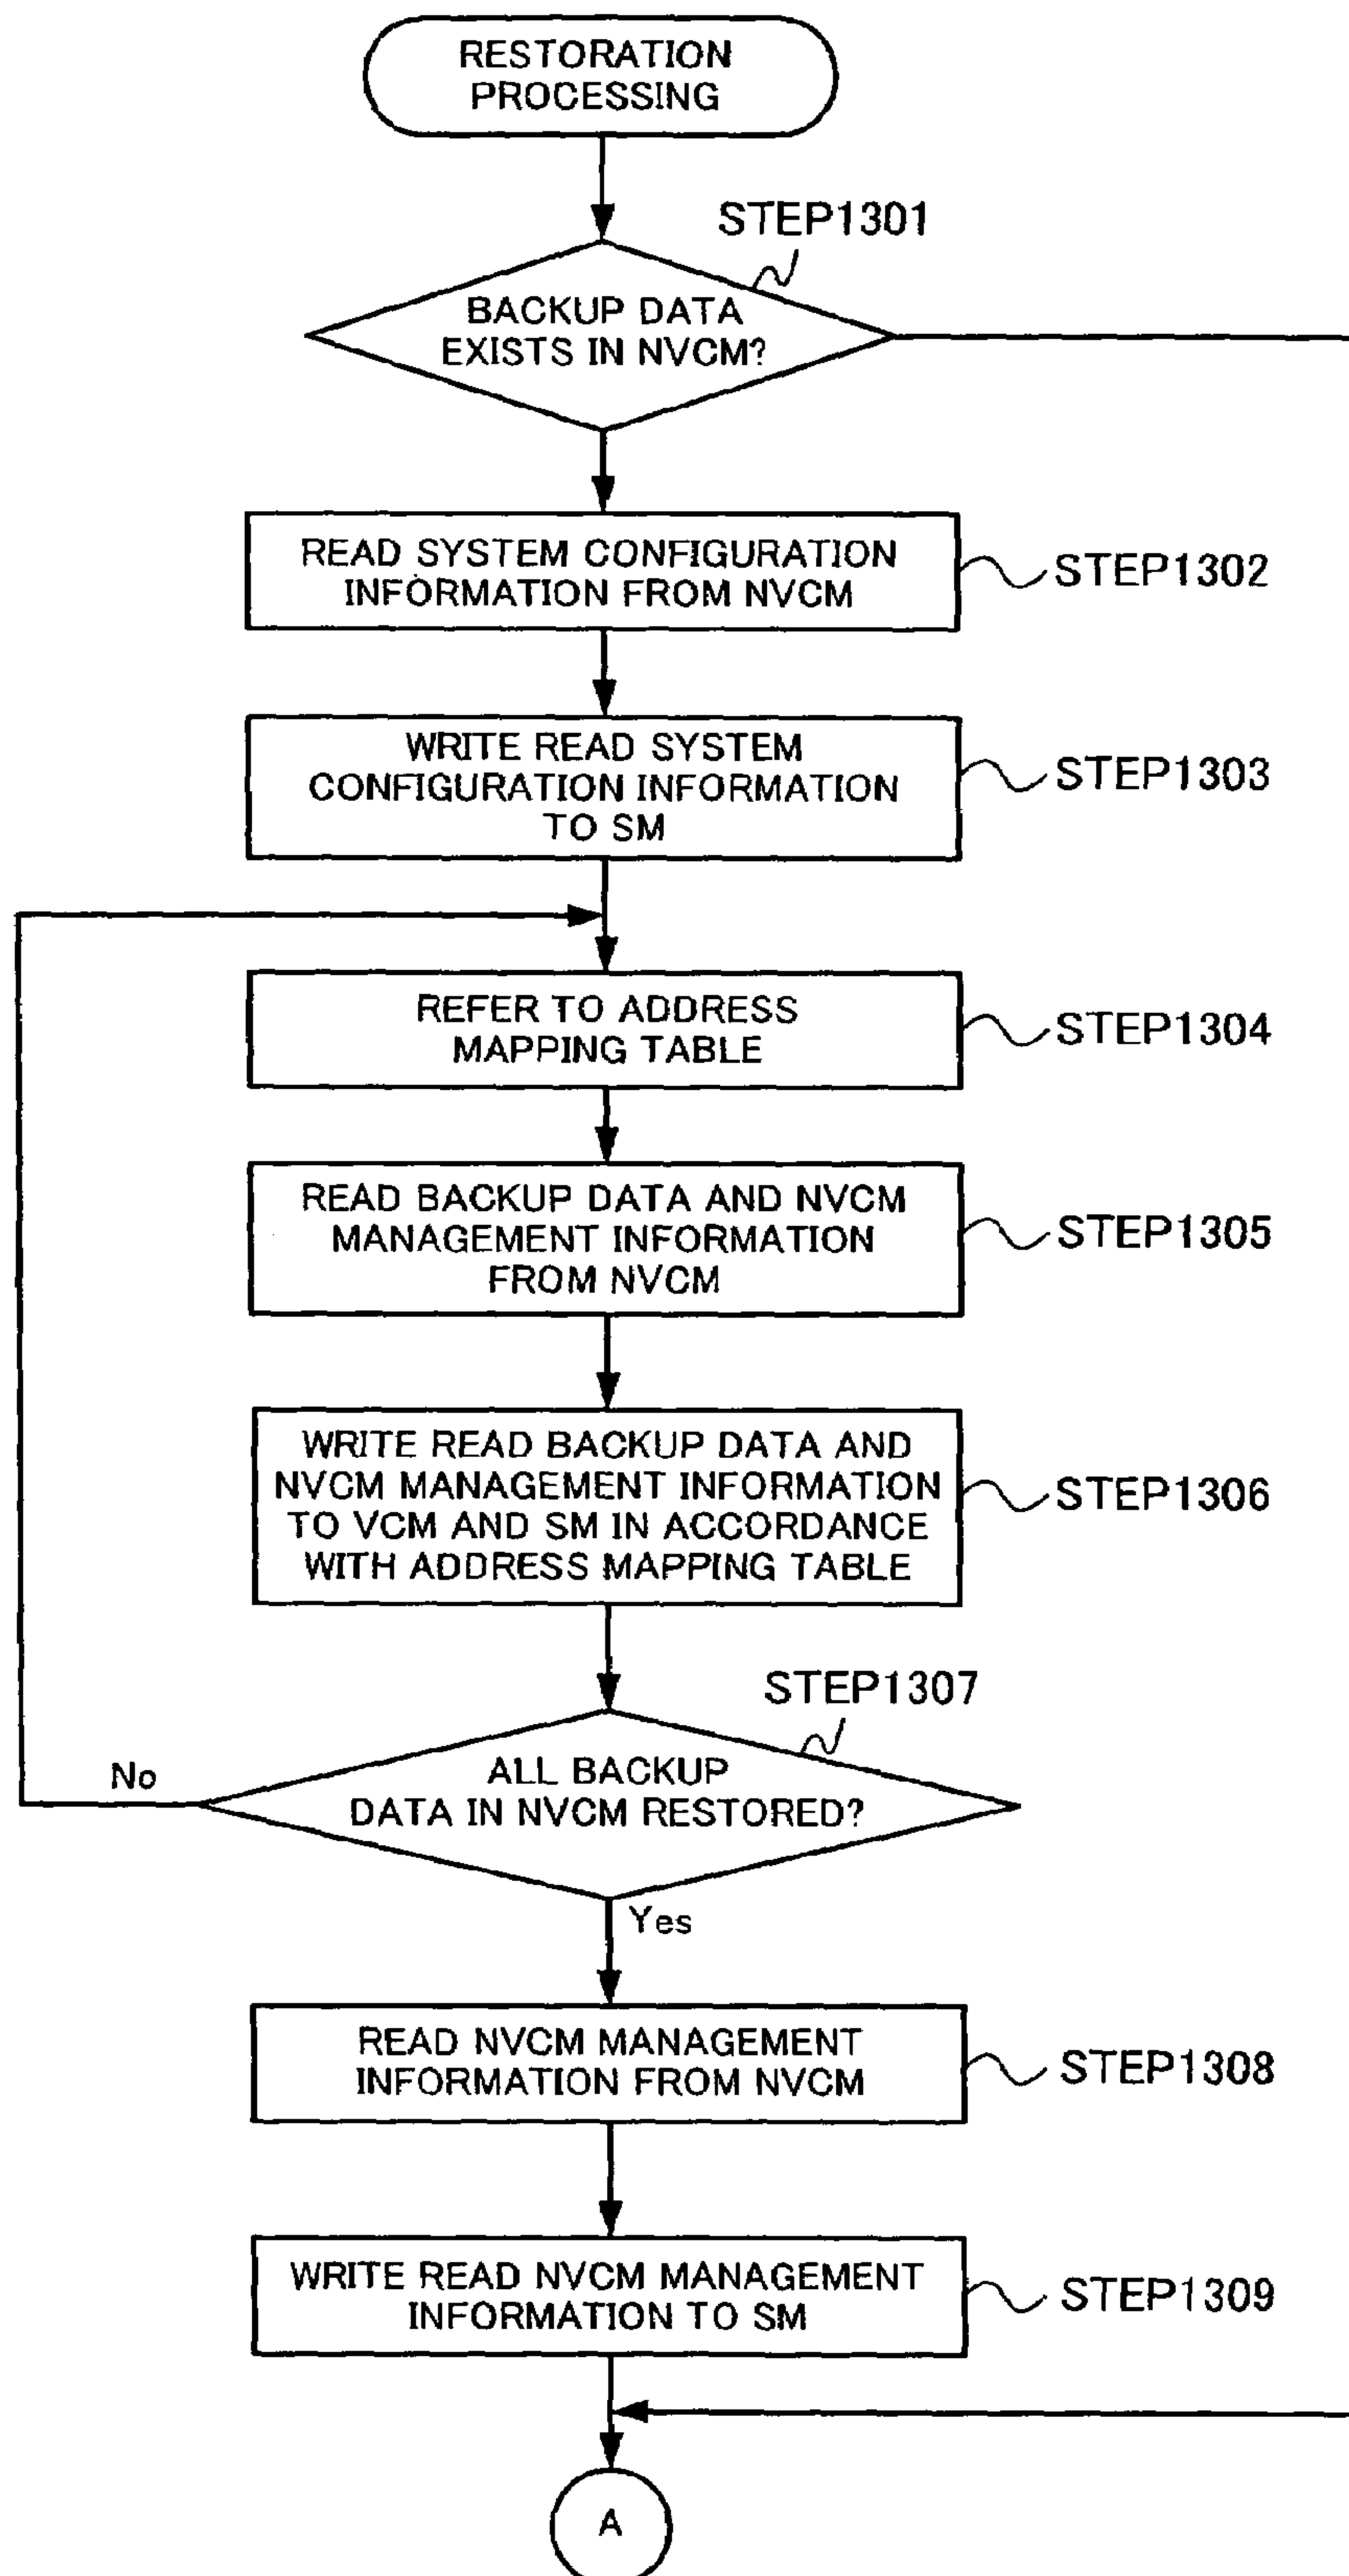 RESTORATION
PROCESSING
STEP1301
BACKUP DATA
EXISTS IN NVCM?
READ SYSTEM CONFIGURATION
INFORMATION FROM NVCM
STEP1302
WRITE READ SYSTEM
CONFIGURATION INFORMATION
TO SM
STEP1303
REFER TO ADDRESS
MAPPING TABLE
STEP1304
READ BACKUP DATA AND NVCM
MANAGEMENT INFORMATION
FROM NVCM
STEP1305
WRITE READ BACKUP DATA AND
NVCM MANAGEMENT INFORMATION
TO VCM AND SM IN ACCORDANCE
WITH ADDRESS MAPPING TABLE
STEP1306
STEP1307
No
ALL BACKUP
DATA IN NVCM RESTORED?
Yes
READ NVCM MANAGEMENT
INFORMATION FROM NVCM
STEP1308
WRITE READ NVCM MANAGEMENT
INFORMATION TO SM
STEP1309
A